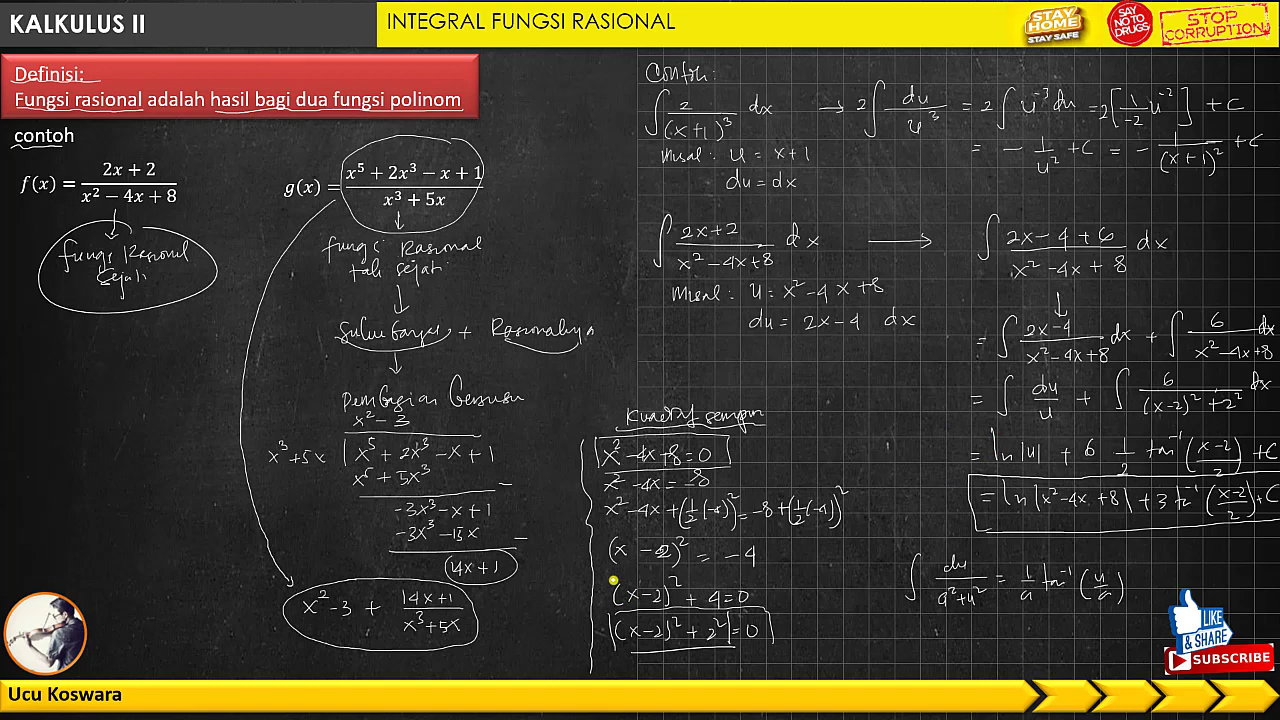 KALKULUS II
INTEGRAL FUNGSI RASIONAL
STAY HOME
STAY SAFE
SAY NO TO DRUGS
STOP CORRUPTION
Definisi:
Fungsi rasional adalah hasil bagi dua fungsi polinom
contoh
f(x) = (2x + 2)/(x² − 4x + 8)
Fungsi Rasional
Sejati
g(x) = (x⁵ + 2x³ − x + 1)/(x³ + 5x)
fungsi Rasional
tak sejati
+ Rasionalnya
Pembagian bersusun
x² − 3
x³ + 5x | x⁵ + 2x³ − x + 1
x⁵ + 5x³ −
−3x³ − x + 1
−3x³ − 15x −
14x + 1
x² − 3 + (14x + 1)/(x³ + 5x)
Contoh:
∫ 2/(x+1)³ dx → 2∫ du/u³ = 2∫ u⁻³ du = 2[1/−2 u⁻²] + C
= − 1/u² + C = − 1/(x+1)² + C
Misal: u = x + 1
du = dx
∫ (2x+2)/(x² − 4x + 8) dx → ∫ (2x − 4 + 6)/(x² − 4x + 8) dx
Misal: u = x² − 4x + 8
du = 2x − 4 dx
= ∫ (2x−4)/(x² − 4x + 8) dx + ∫ 6/(x² − 4x + 8) dx
= ∫ du/u + ∫ 6/((x−2)² + 2²) dx
= ln|u| + 6 1/2 tan⁻¹((x−2)/2) + C
= ln|x² − 4x + 8| + 3 tan⁻¹((x−2)/2) + C
∫ du/(a² + u²) = 1/a tan⁻¹(u/a)
Kuadrat sempurna
x² − 4x + 8 = 0
x² − 4x = −8
x² − 4x + (½(−4))² = −8 + (½(−4))²
(x − 2)² = −4
(x−2)² + 4 = 0
(x−2)² + 2² = 0
LIKE & SHARE
SUBSCRIBE
Ucu Koswara